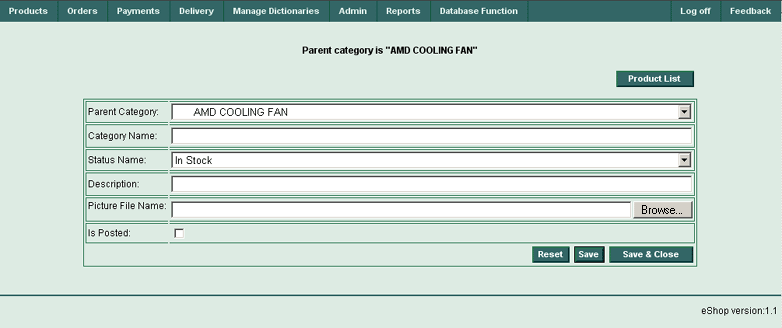 Products Orders Payments Delivery Manage Dictionaries Admin Reports Database Function Log off Feedback
Parent category is "AMD COOLING FAN"
Product List
Parent Category: AMD COOLING FAN
Category Name:
Status Name: In Stock
Description:
Picture File Name: Browse...
Is Posted:
Reset Save Save & Close
eShop version:1.1